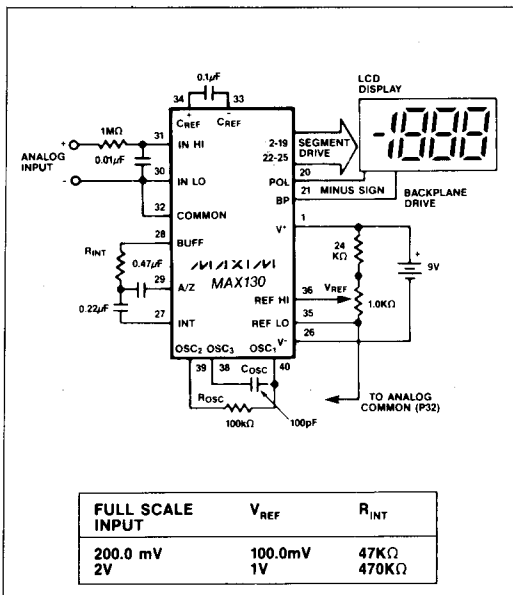 0.1μF
34 33
C⁺REF C⁻REF
LCD
DISPLAY
-1888
1MΩ
31
IN HI
+
ANALOG
INPUT
-
0.01μF
30
IN LO
32
COMMON
2-19
22-25
SEGMENT
DRIVE
20
POL
MINUS SIGN
21
BP
BACKPLANE
DRIVE
1
V⁺
28
BUFF
RINT
0.47μF
29
A/Z
0.22μF
27
INT
MAXIM
MAX130
24
KΩ
+
9V
36
REF HI
VREF
1.0KΩ
35
REF LO
26
V⁻
OSC2 OSC3 OSC1
39 38 40
COSC
ROSC
100kΩ
100pF
TO ANALOG
COMMON (P32)
FULL SCALE INPUT VREF RINT
200.0 mV 100.0mV 47KΩ
2V 1V 470KΩ